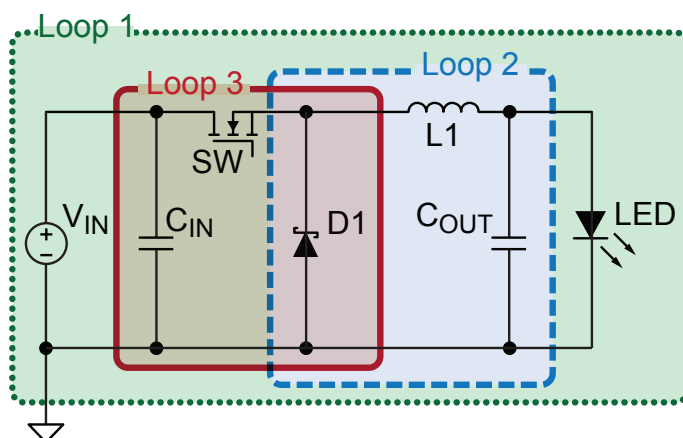 Loop 1
Loop 2
Loop 3
SW
L1
VIN
+
−
CIN
D1
COUT
LED